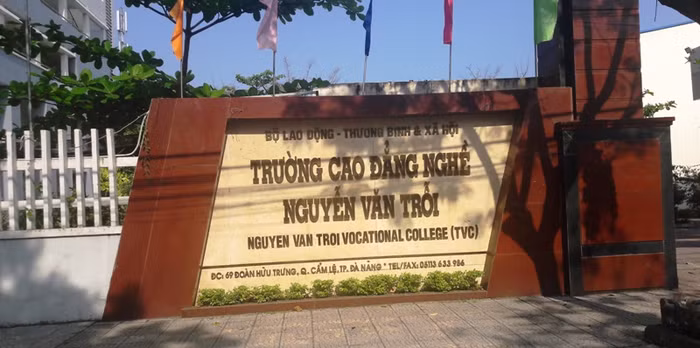 BỘ LAO ĐỘNG - THƯƠNG BINH & XÃ HỘI
TRƯỜNG CAO ĐẲNG NGHỀ
NGUYỄN VĂN TRỖI
NGUYEN VAN TROI VOCATIONAL COLLEGE (TVC)
ĐC: 69 ĐOÀN HỮU TRƯNG, Q. CẨM LỆ, TP. ĐÀ NẴNG * TEL/FAX: 05113 633 956